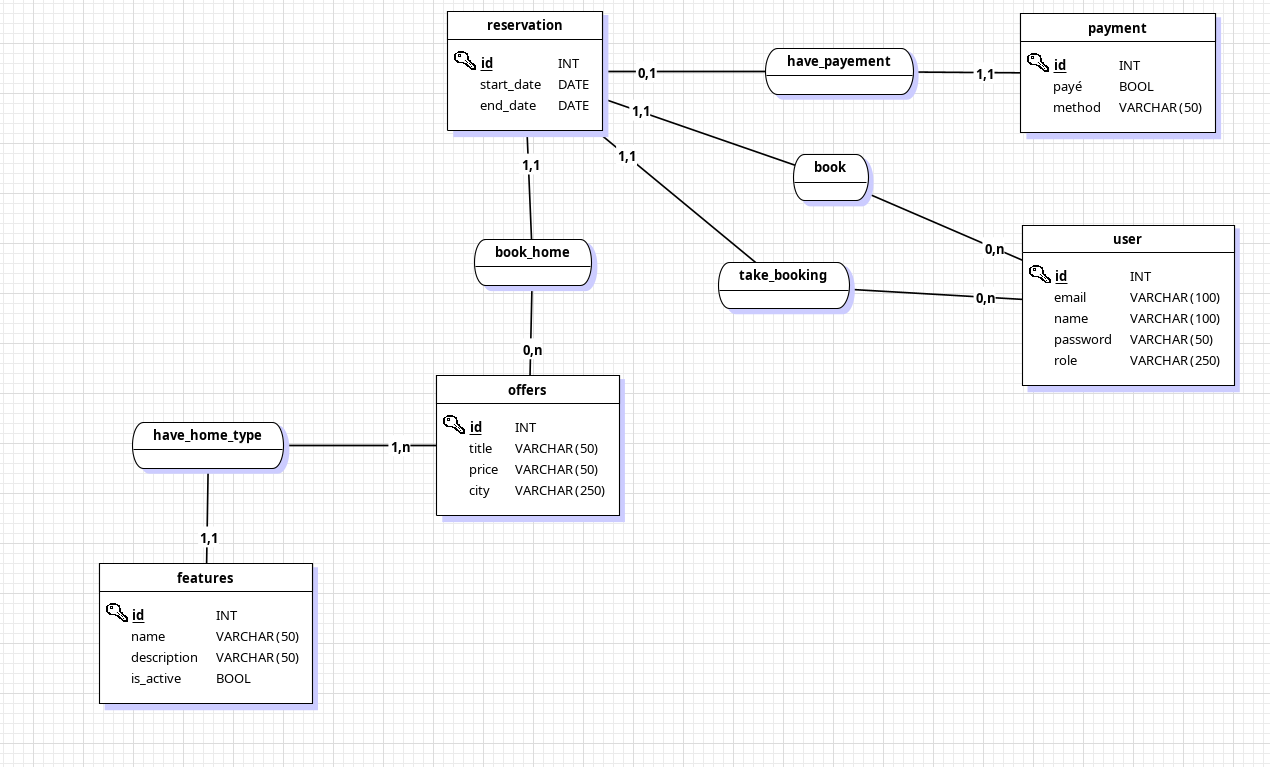 reservation
id INT
start_date DATE
end_date DATE
payment
id INT
payé BOOL
method VARCHAR(50)
have_payement
0,1
1,1
1,1
book
0,n
1,1
take_booking
0,n
user
id INT
email VARCHAR(100)
name VARCHAR(100)
password VARCHAR(50)
role VARCHAR(250)
1,1
book_home
0,n
offers
id INT
title VARCHAR(50)
price VARCHAR(50)
city VARCHAR(250)
have_home_type
1,n
1,1
features
id INT
name VARCHAR(50)
description VARCHAR(50)
is_active BOOL